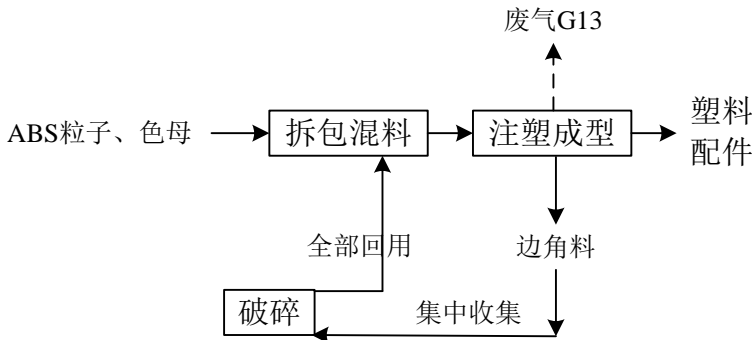 废气G13
ABS粒子、色母
拆包混料
注塑成型
塑料
配件
全部回用
边角料
破碎
集中收集